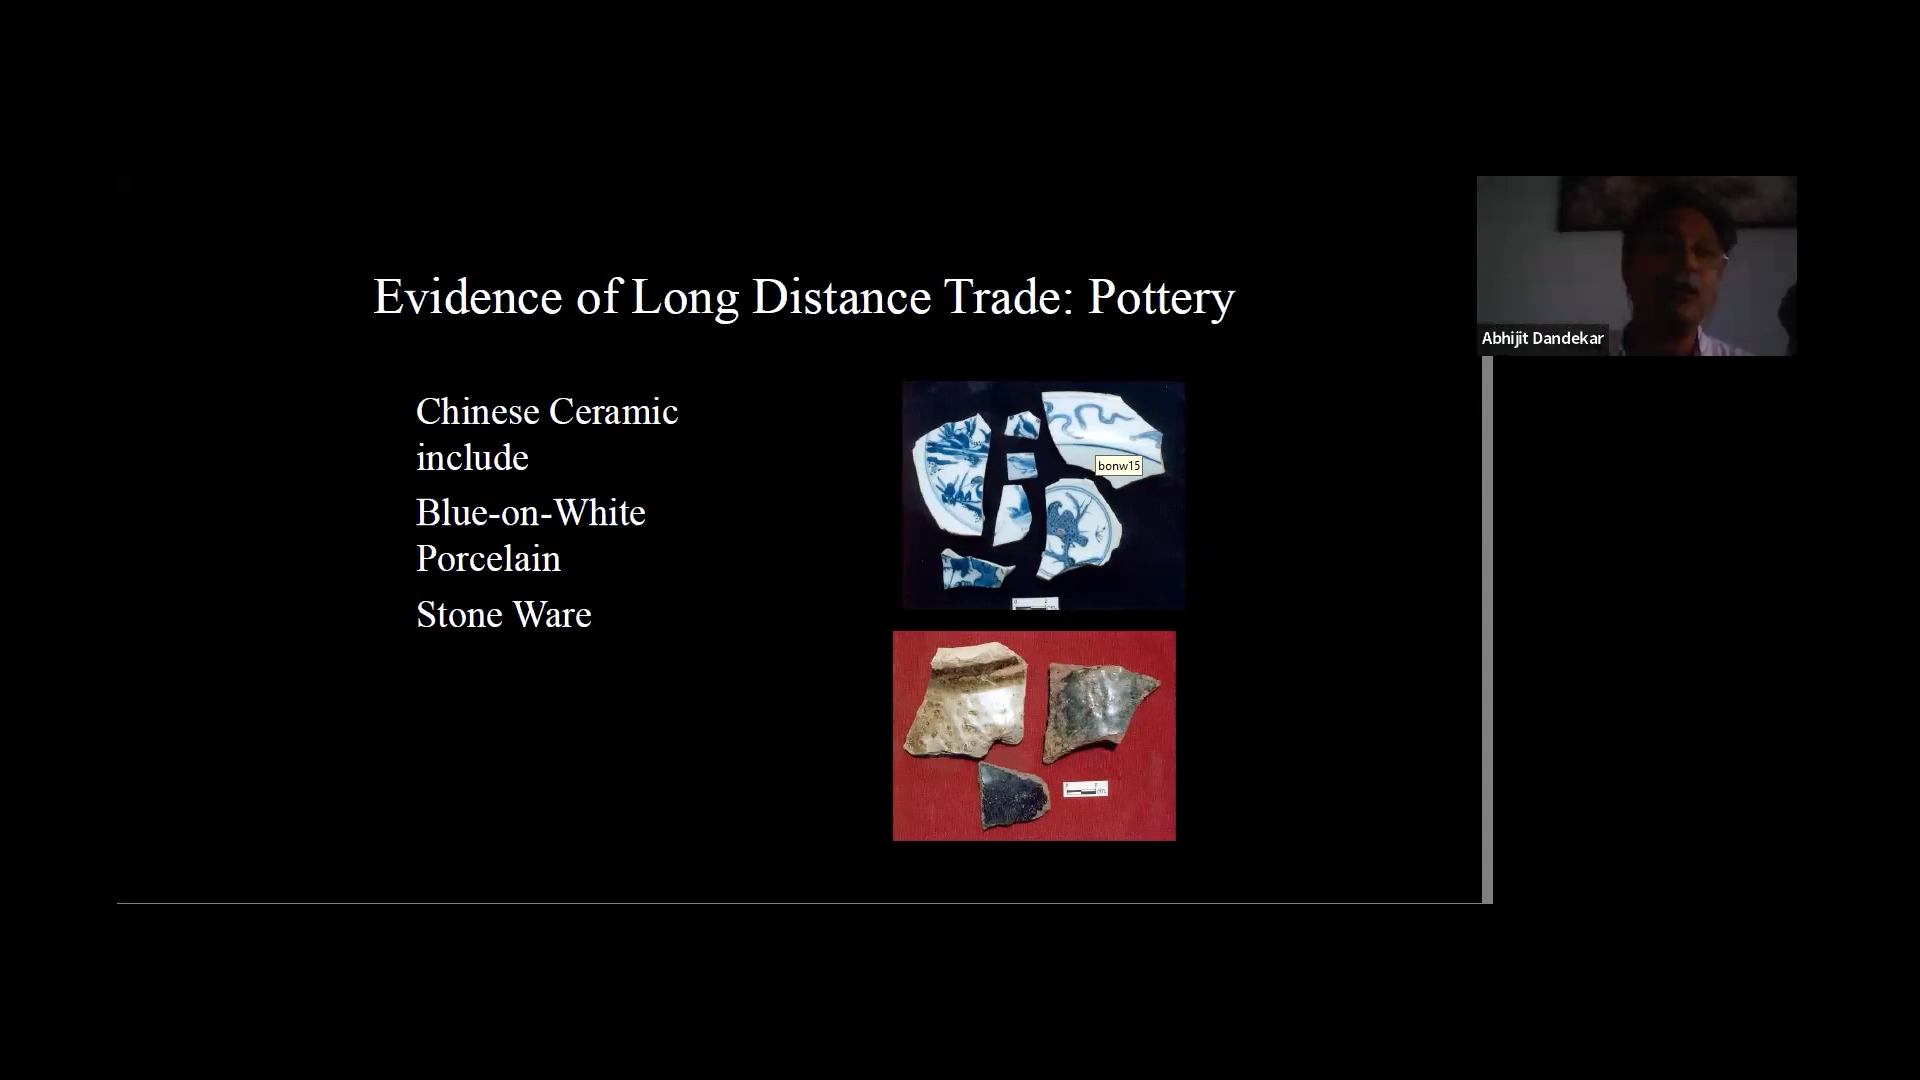 Evidence of Long Distance Trade: Pottery
Abhijit Dandekar
Chinese Ceramic
include
Blue-on-White
Porcelain
Stone Ware
bonw15